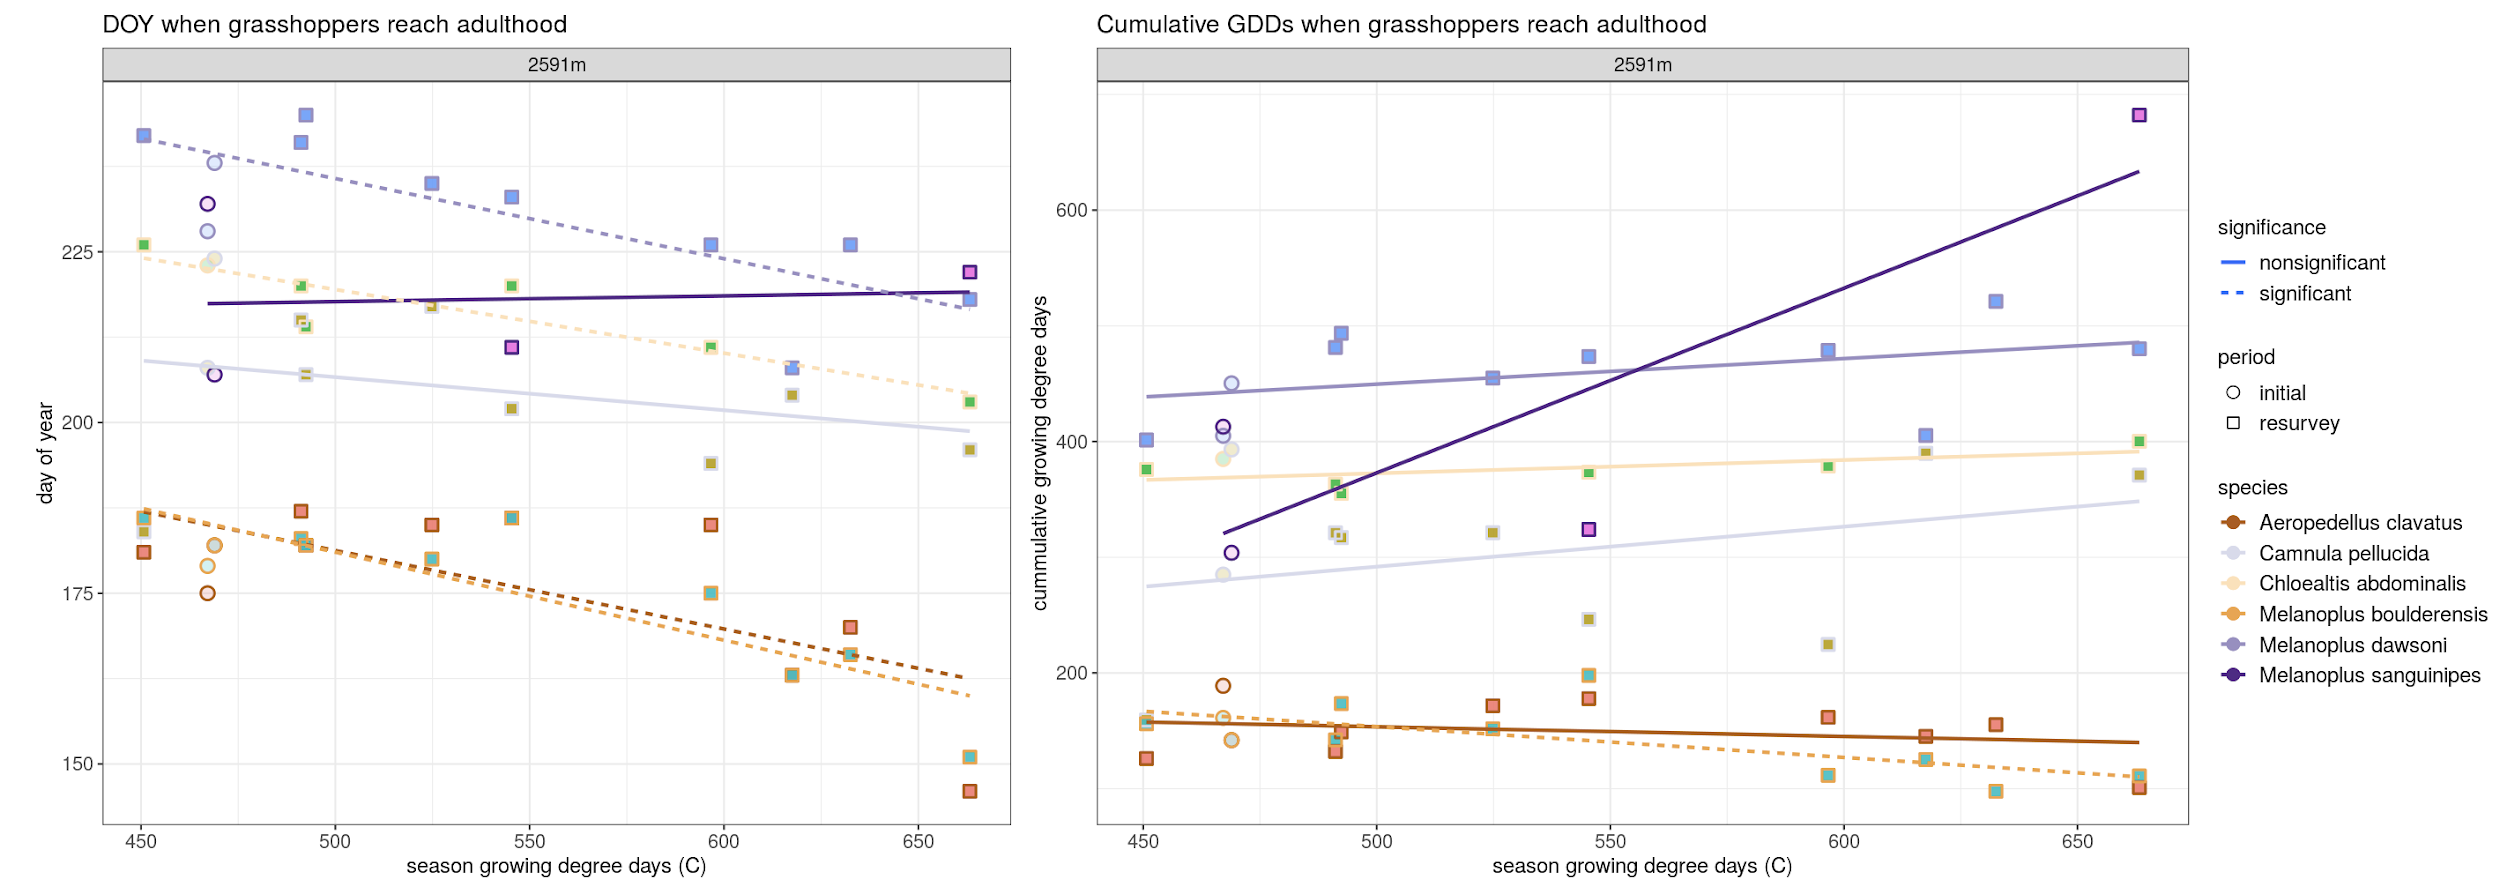 DOY when grasshoppers reach adulthood
2591m
day of year
225
200
175
150
450 500 550 600 650
season growing degree days (C)
Cumulative GDDs when grasshoppers reach adulthood
2591m
cummulative growing degree days
600
400
200
450 500 550 600 650
season growing degree days (C)
significance
nonsignificant
significant
period
initial
resurvey
species
Aeropedellus clavatus
Camnula pellucida
Chloealtis abdominalis
Melanoplus boulderensis
Melanoplus dawsoni
Melanoplus sanguinipes